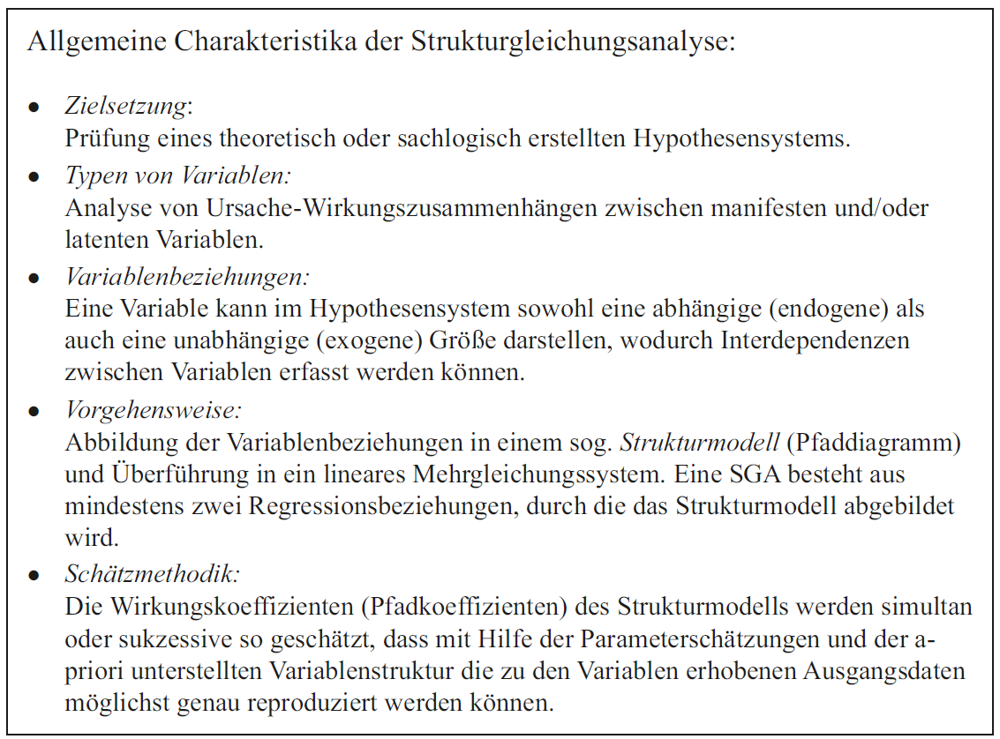 Allgemeine Charakteristika der Strukturgleichungsanalyse:
• Zielsetzung:
Prüfung eines theoretisch oder sachlogisch erstellten Hypothesensystems.
• Typen von Variablen:
Analyse von Ursache-Wirkungszusammenhängen zwischen manifesten und/oder
latenten Variablen.
• Variablenbeziehungen:
Eine Variable kann im Hypothesensystem sowohl eine abhängige (endogene) als
auch eine unabhängige (exogene) Größe darstellen, wodurch Interdependenzen
zwischen Variablen erfasst werden können.
• Vorgehensweise:
Abbildung der Variablenbeziehungen in einem sog. Strukturmodell (Pfaddiagramm)
und Überführung in ein lineares Mehrgleichungssystem. Eine SGA besteht aus
mindestens zwei Regressionsbeziehungen, durch die das Strukturmodell abgebildet
wird.
• Schätzmethodik:
Die Wirkungskoeffizienten (Pfadkoeffizienten) des Strukturmodells werden simultan
oder sukzessive so geschätzt, dass mit Hilfe der Parameterschätzungen und der a-
priori unterstellten Variablenstruktur die zu den Variablen erhobenen Ausgangsdaten
möglichst genau reproduziert werden können.